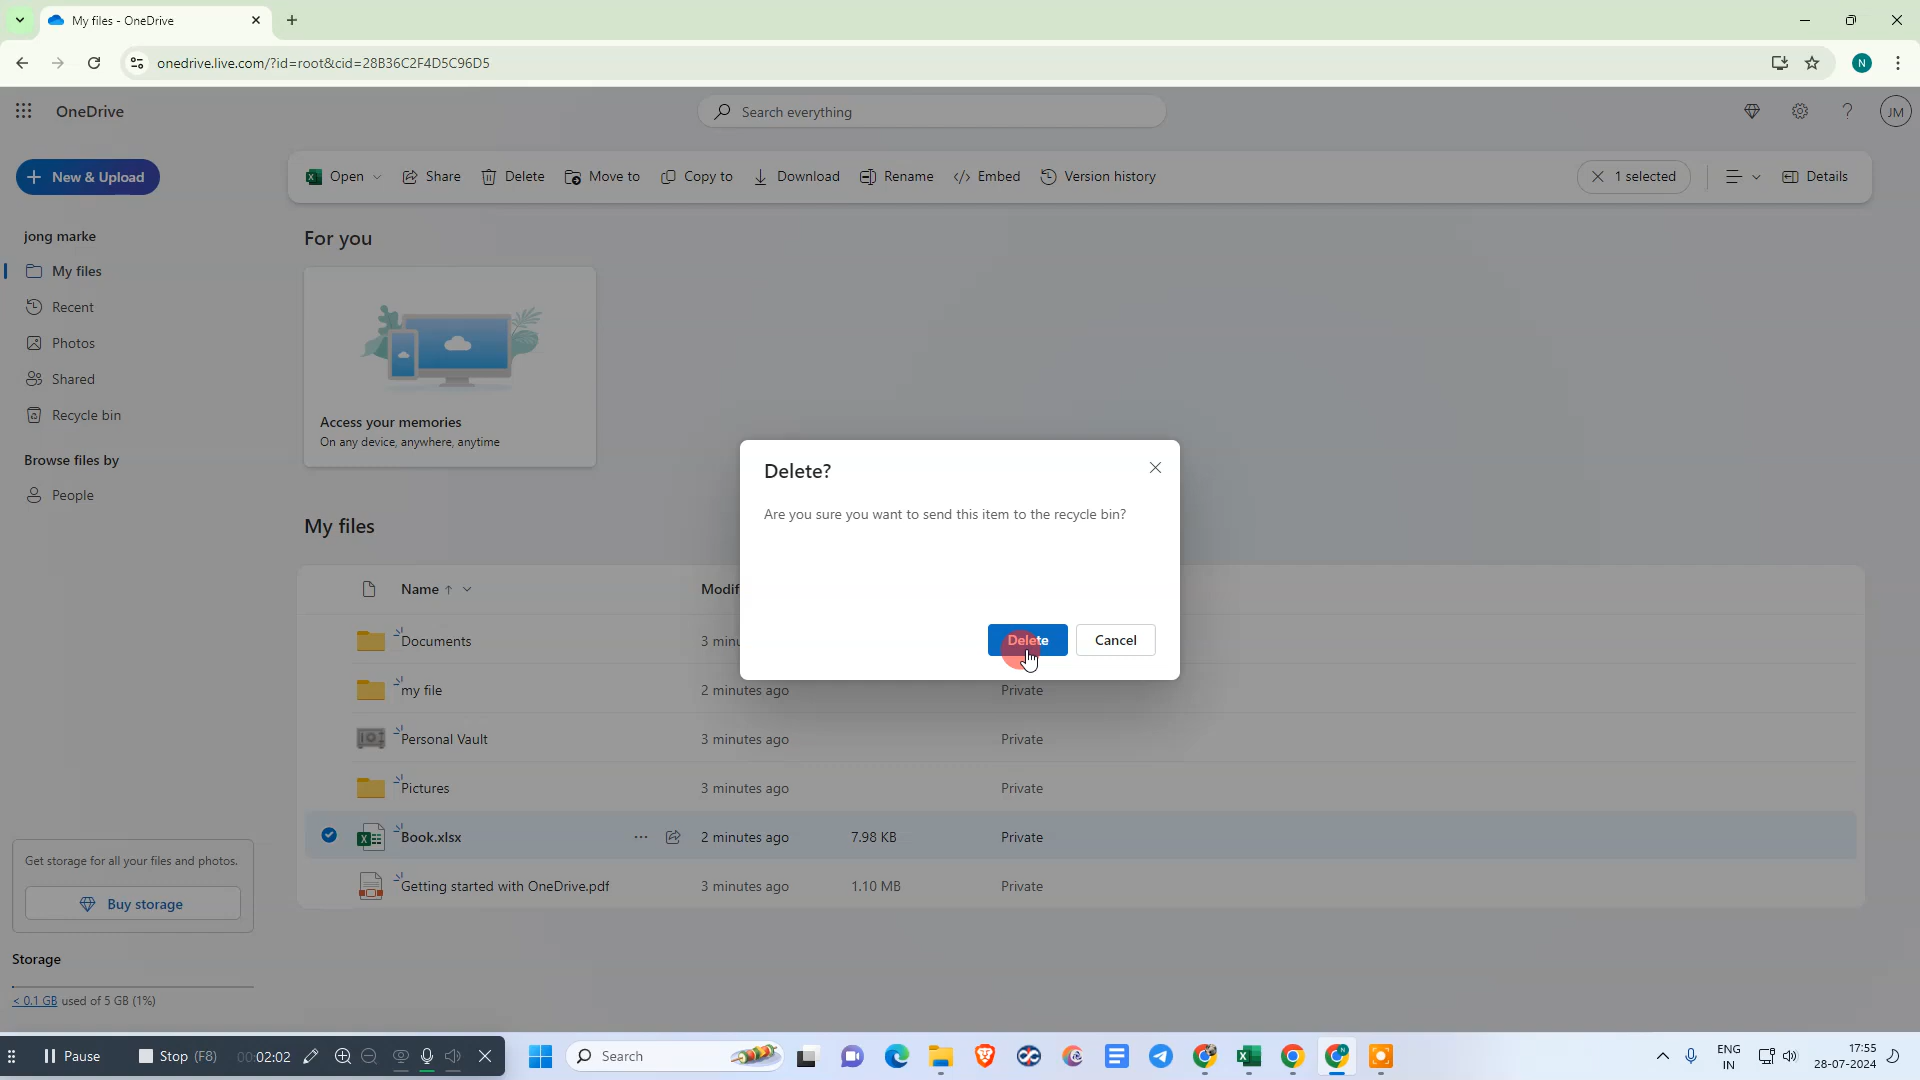 My files - OneDrive
onedrive.live.com/?id=root&cid=28B36C2F4D5C96D5
N
OneDrive
Search everything
JM
New & Upload
Open
Share
Delete
Move to
Copy to
Download
Rename
Embed
Version history
1 selected
Details
jong marke
My files
Recent
Photos
Shared
Recycle bin
Browse files by
People
For you
Access your memories
On any device, anywhere, anytime
My files
Delete?
Are you sure you want to send this item to the recycle bin?
Delete
Cancel
Name
Modif
Documents
3 minu
my file
2 minutes ago
Private
Personal Vault
3 minutes ago
Private
Pictures
3 minutes ago
Private
Book.xlsx
2 minutes ago
7.98 KB
Private
Getting started with OneDrive.pdf
3 minutes ago
1.10 MB
Private
Get storage for all your files and photos.
Buy storage
Storage
< 0.1 GB used of 5 GB (1%)
Pause
Stop (F8)
00:02:02
Search
ENG
IN
17:55
28-07-2024